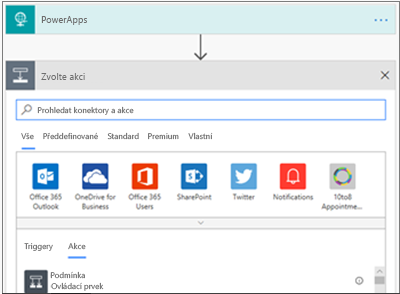 PowerApps
Zvolte akci
Prohledat konektory a akce
Vše Předdefinované Standard Premium Vlastní
Office 365 Outlook
OneDrive for Business
Office 365 Users
SharePoint
Twitter
Notifications
10to8 Appointme...
Triggery Akce
Podmínka
Ovládací prvek